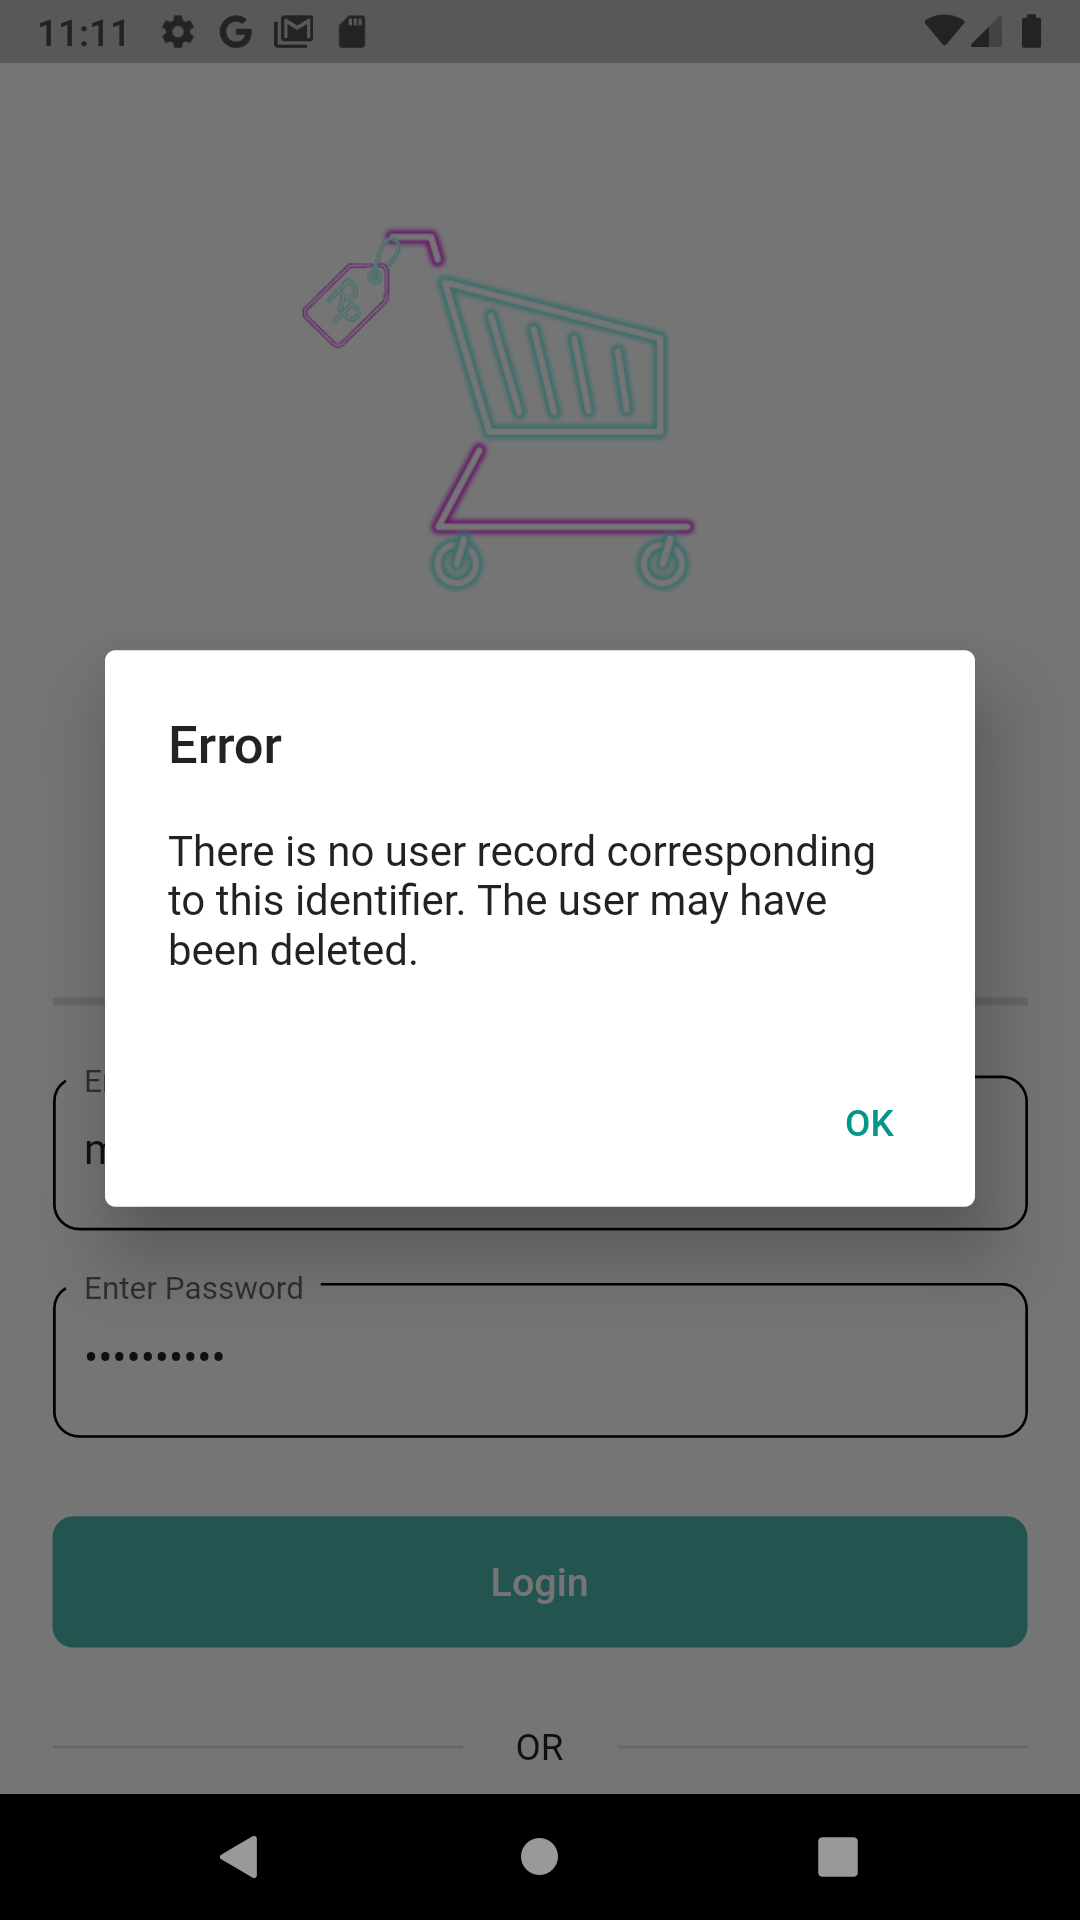 11:11
Error
There is no user record corresponding
to this identifier. The user may have
been deleted.
OK
Enter Password
••••••••••
Login
OR